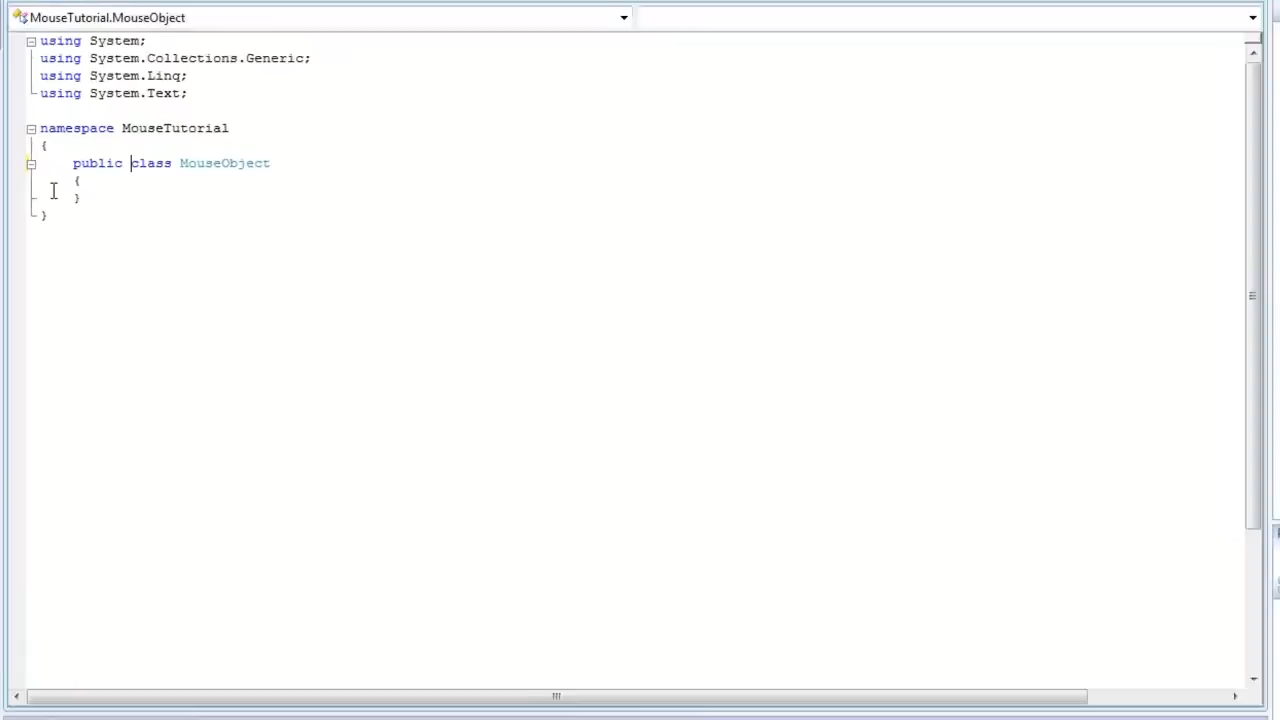 MouseTutorial.MouseObject
using System;
using System.Collections.Generic;
using System.Linq;
using System.Text;
namespace MouseTutorial
{
public class MouseObject
{
}
}